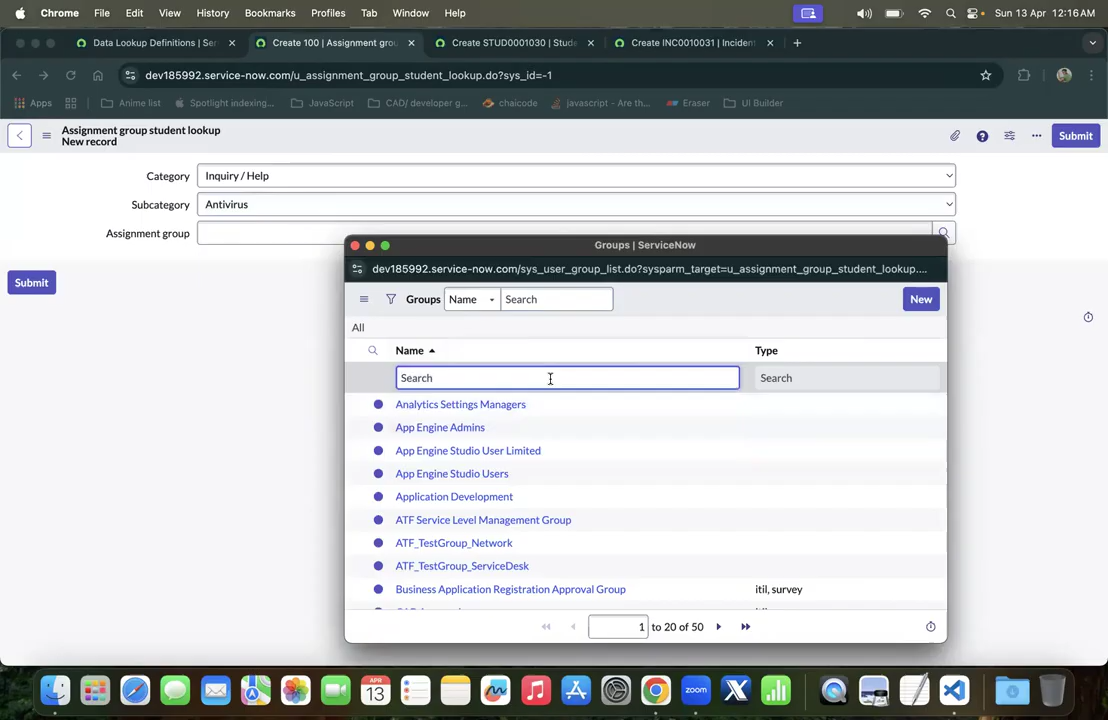 Chrome File Edit View History Bookmarks Profiles Tab Window Help Sun 13 Apr 12:16 AM
Data Lookup Definitions | Ser
Create 100 | Assignment grou
Create STUD0001030 | Stude
Create INC0010031 | Incident
dev185992.service-now.com/u_assignment_group_student_lookup.do?sys_id=-1
Apps Anime list Spotlight indexing... JavaScript CAD/ developer g... chaicode javascript - Are th... Eraser UI Builder
Assignment group student lookup
New record
Submit
Category Inquiry / Help
Subcategory Antivirus
Assignment group
Submit
Groups | ServiceNow
dev185992.service-now.com/sys_user_group_list.do?sysparm_target=u_assignment_group_student_lookup....
Groups Name Search New
All
Name Type
Search Search
Analytics Settings Managers
App Engine Admins
App Engine Studio User Limited
App Engine Studio Users
Application Development
ATF Service Level Management Group
ATF_TestGroup_Network
ATF_TestGroup_ServiceDesk
Business Application Registration Approval Group itil, survey
1 to 20 of 50
APR
13
zoom